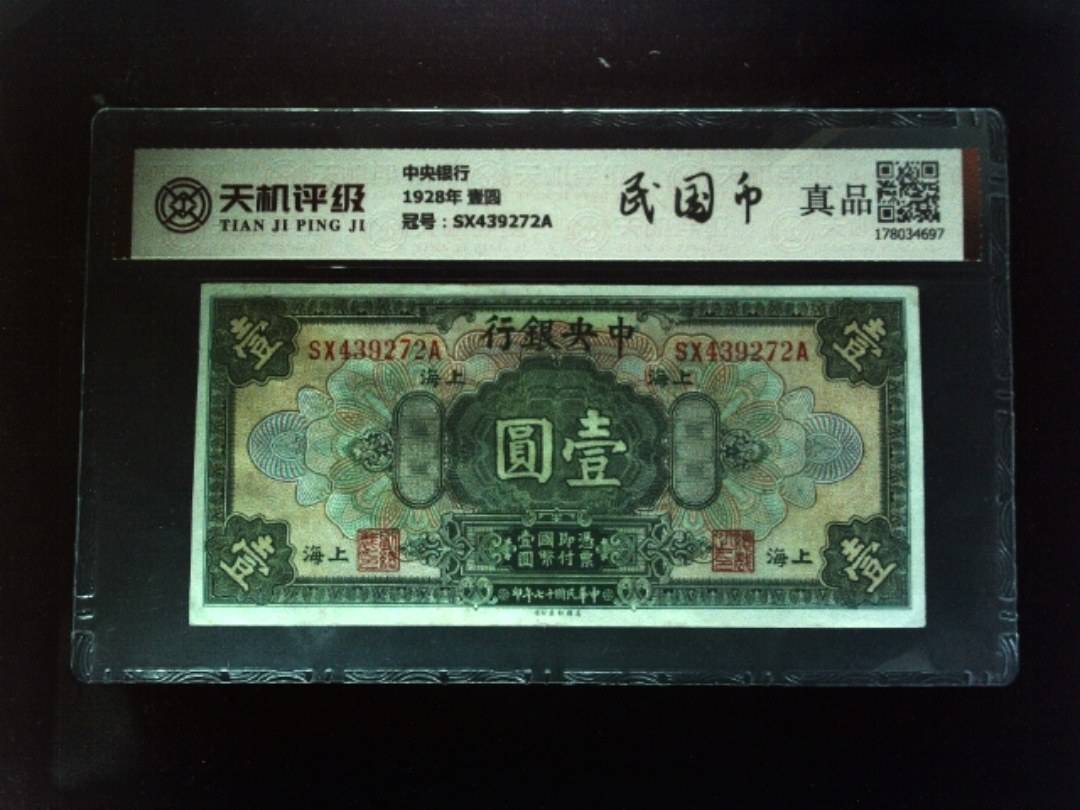 天机评级
TIAN JI PING JI
中央银行
1928年 壹圆
冠号：SX439272A
民国币
真品
178034697
壹
行銀央中
壹
SX439272A
SX439272A
海上
海上
圓壹
憑即國壹
票付幣圓
海上
海上
壹
壹
印年七十國民華中